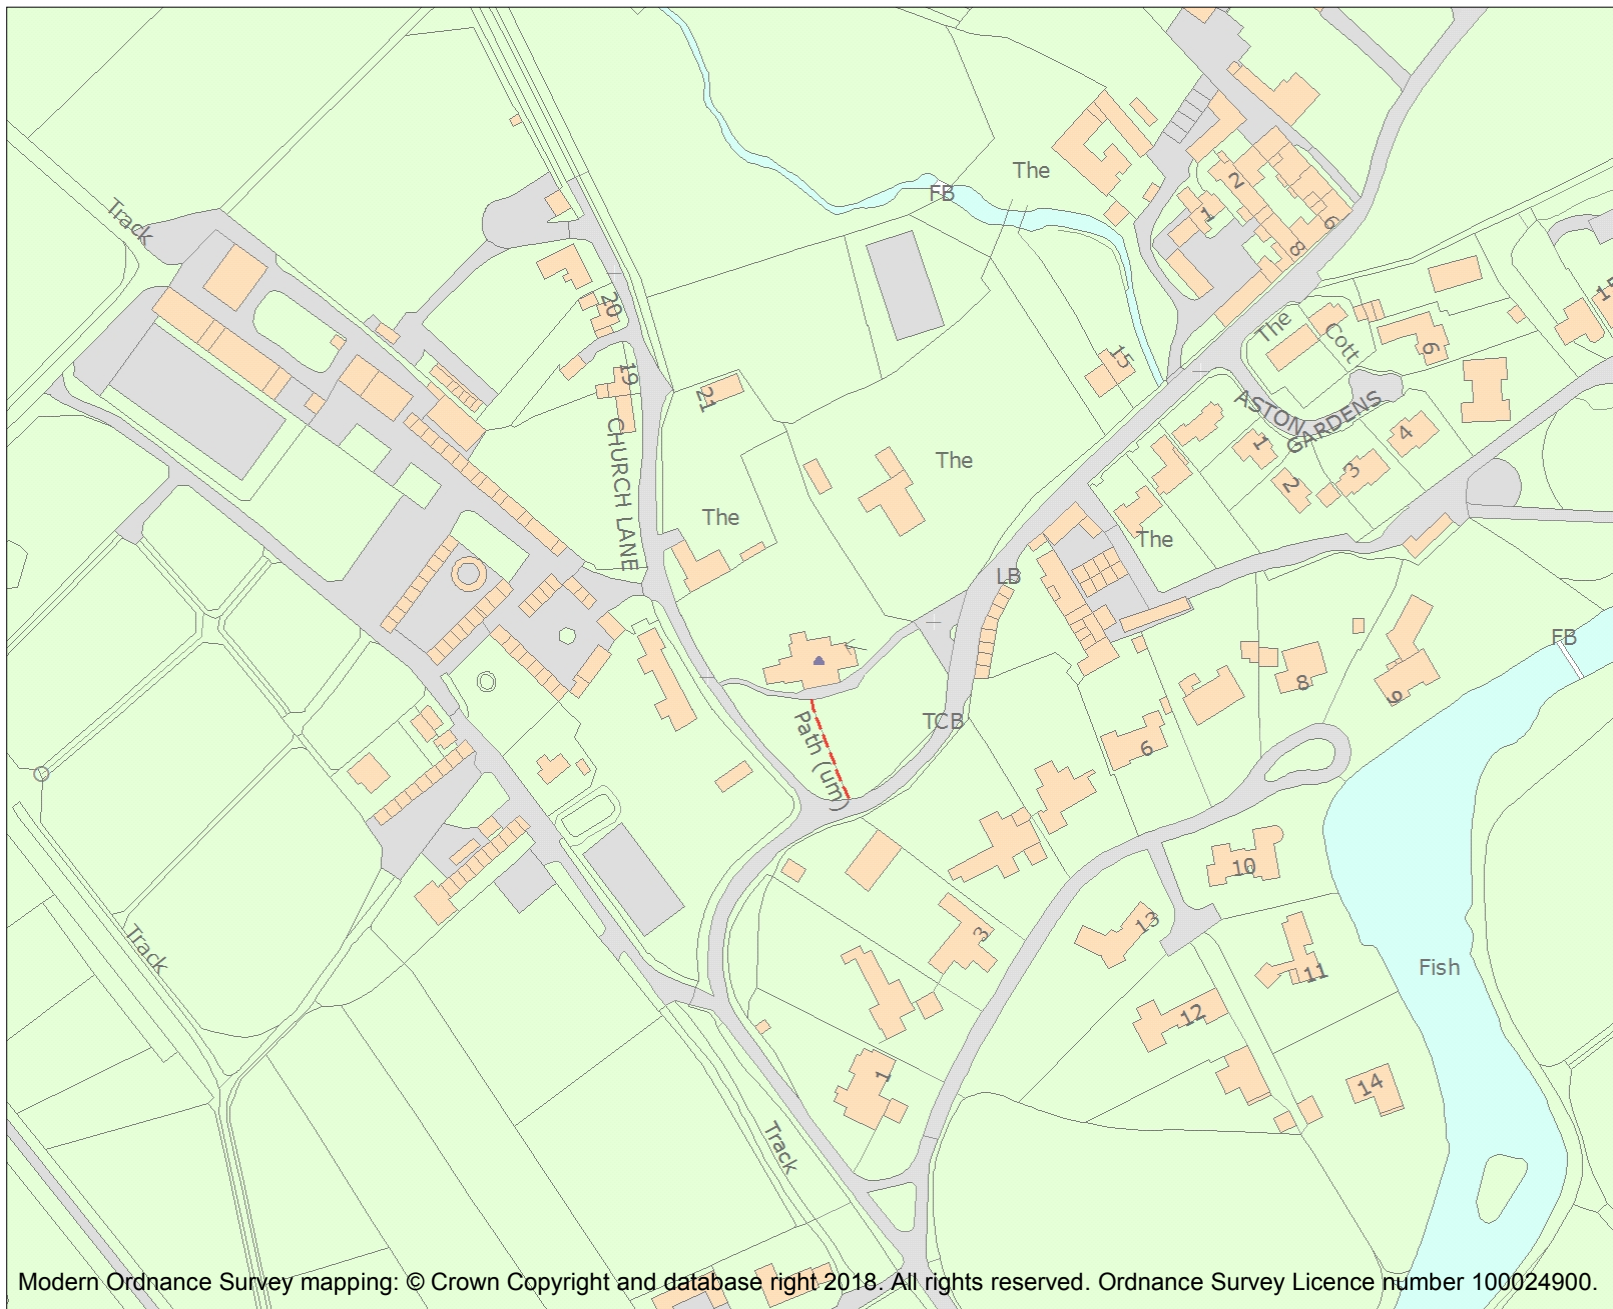 Track
FB
The
2
1
6
8
20
19
21
15
The
Cott
6
15
ASTON
GARDENS
1
2
3
4
CHURCH LANE
The
The
The
LB
FB
TCB
Path (um)
6
8
9
3
10
13
11
12
1
14
Fish
Track
Track
Modern Ordnance Survey mapping: © Crown Copyright and database right 2018. All rights reserved. Ordnance Survey Licence number 100024900.